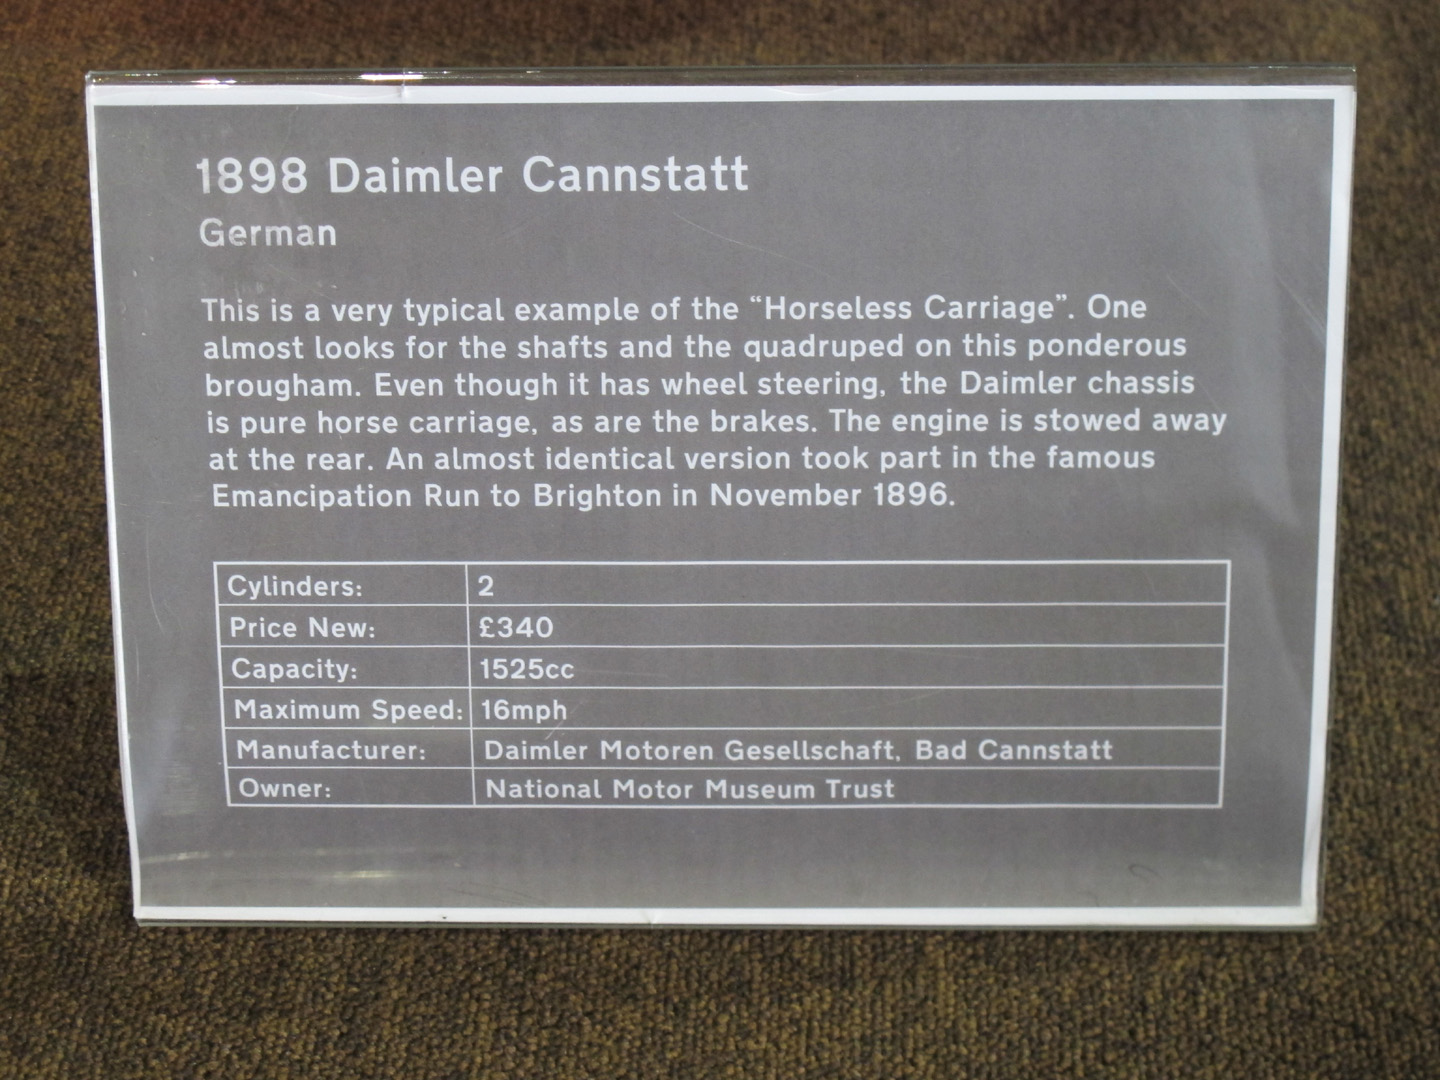 1898 Daimler Cannstatt
German
This is a very typical example of the “Horseless Carriage”. One
almost looks for the shafts and the quadruped on this ponderous
brougham. Even though it has wheel steering, the Daimler chassis
is pure horse carriage, as are the brakes. The engine is stowed away
at the rear. An almost identical version took part in the famous
Emancipation Run to Brighton in November 1896.
Cylinders: 2
Price New: £340
Capacity: 1525cc
Maximum Speed: 16mph
Manufacturer: Daimler Motoren Gesellschaft, Bad Cannstatt
Owner: National Motor Museum Trust